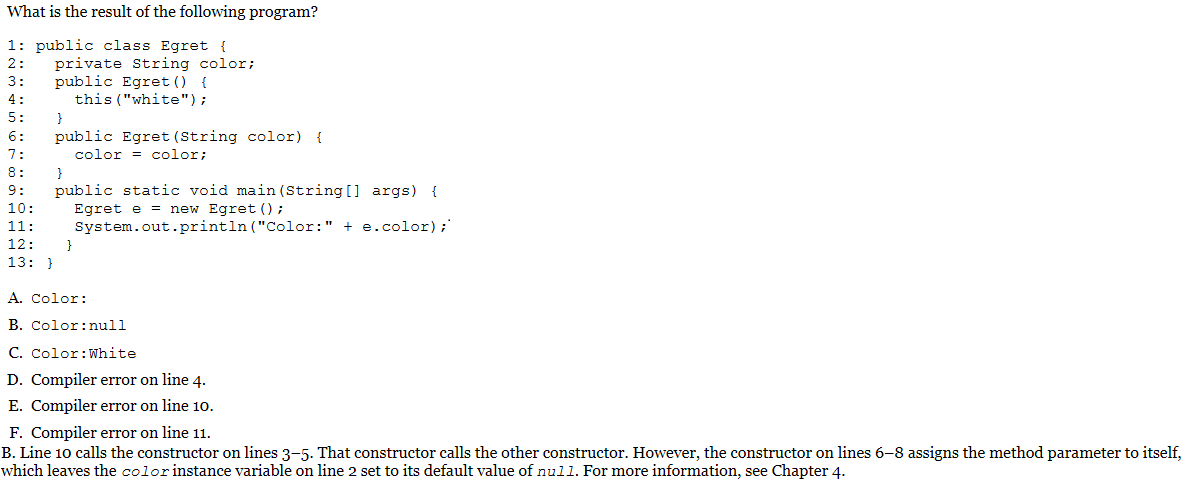 What is the result of the following program?
1: public class Egret {
2:   private String color;
3:   public Egret() {
4:     this("white");
5:   }
6:   public Egret(String color) {
7:     color = color;
8:   }
9:   public static void main(String[] args) {
10:    Egret e = new Egret();
11:    System.out.println("Color:" + e.color);
12:   }
13: }
A. Color:
B. Color:null
C. Color:White
D. Compiler error on line 4.
E. Compiler error on line 10.
F. Compiler error on line 11.
B. Line 10 calls the constructor on lines 3–5. That constructor calls the other constructor. However, the constructor on lines 6–8 assigns the method parameter to itself,
which leaves the color instance variable on line 2 set to its default value of null. For more information, see Chapter 4.